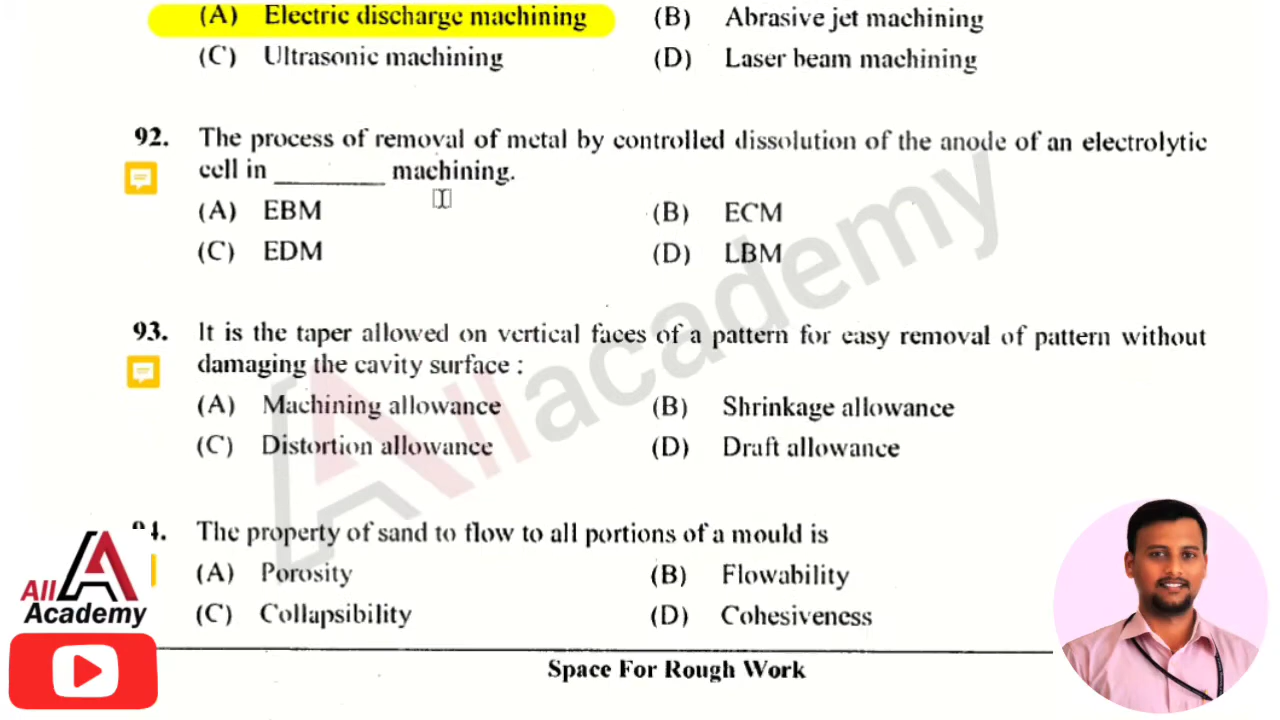 (A) Electric discharge machining (B) Abrasive jet machining
(C) Ultrasonic machining (D) Laser beam machining
92. The process of removal of metal by controlled dissolution of the anode of an electrolytic
cell in ________ machining.
(A) EBM (B) ECM
(C) EDM (D) LBM
93. It is the taper allowed on vertical faces of a pattern for easy removal of pattern without
damaging the cavity surface :
(A) Machining allowance (B) Shrinkage allowance
(C) Distortion allowance (D) Draft allowance
94. The property of sand to flow to all portions of a mould is
(A) Porosity (B) Flowability
(C) Collapsibility (D) Cohesiveness
Space For Rough Work
All academy
All
Academy